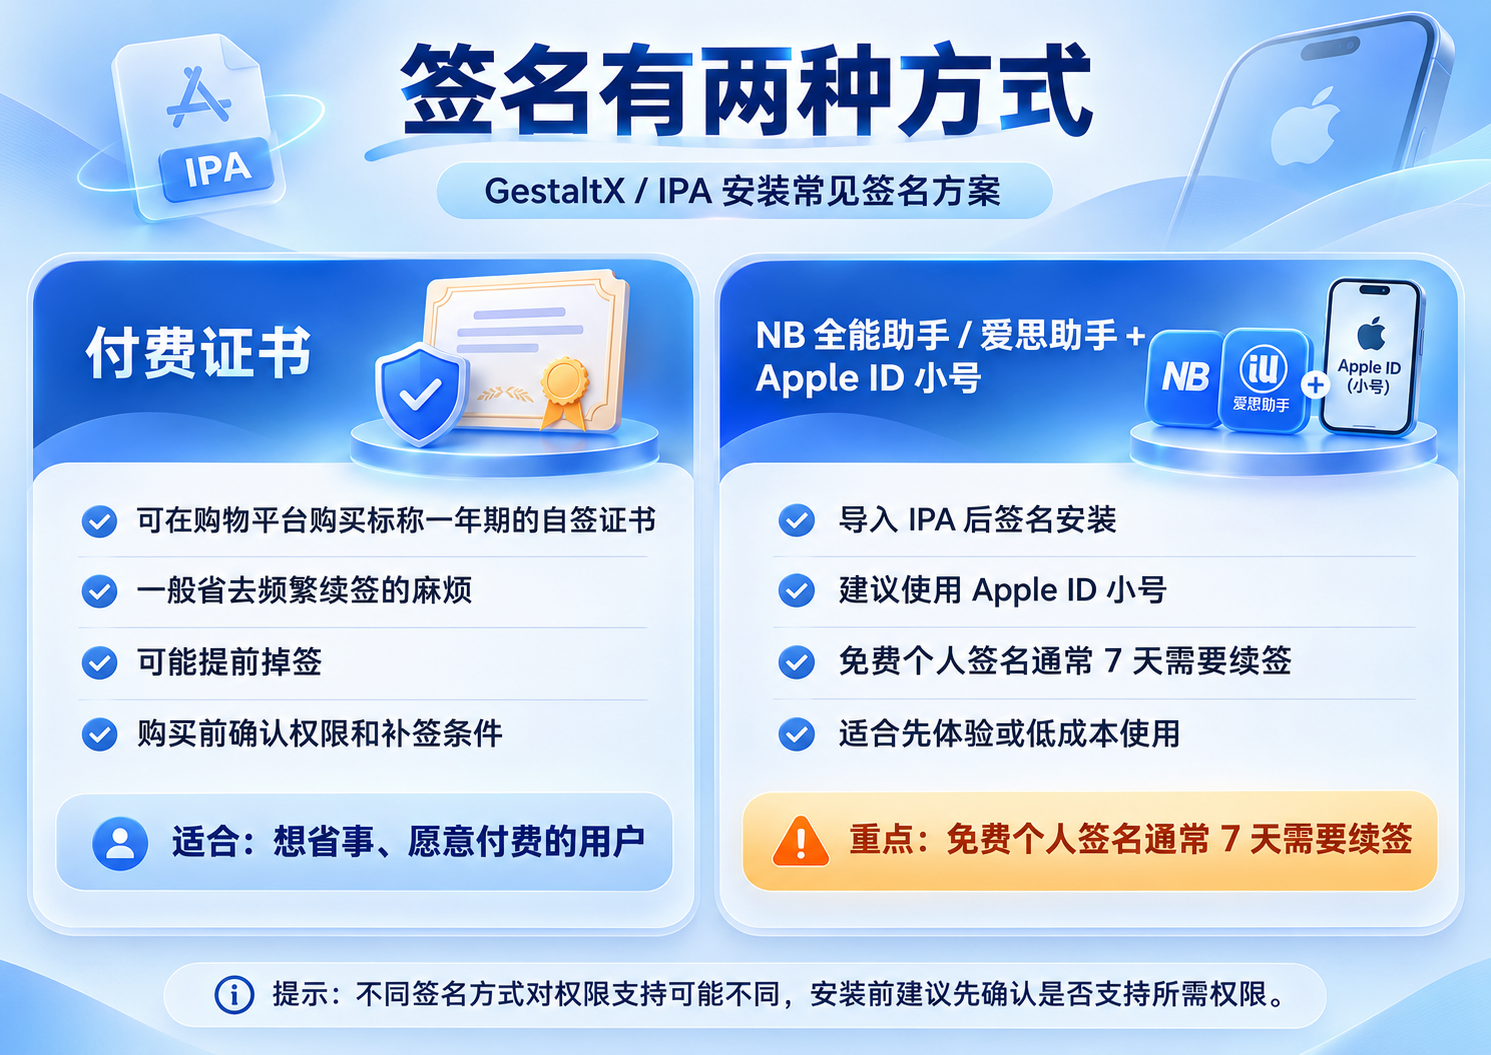 签名有两种方式
GestaltX / IPA 安装常见签名方案
IPA
付费证书
可在购物平台购买标称一年期的自签证书
一般省去频繁续签的麻烦
可能提前掉签
购买前确认权限和补签条件
适合：想省事、愿意付费的用户
NB 全能助手 / 爱思助手 +
Apple ID 小号
NB
iU
爱思助手
+
Apple ID
(小号)
导入 IPA 后签名安装
建议使用 Apple ID 小号
免费个人签名通常 7 天需要续签
适合先体验或低成本使用
重点：免费个人签名通常 7 天需要续签
提示：不同签名方式对权限支持可能不同，安装前建议先确认是否支持所需权限。